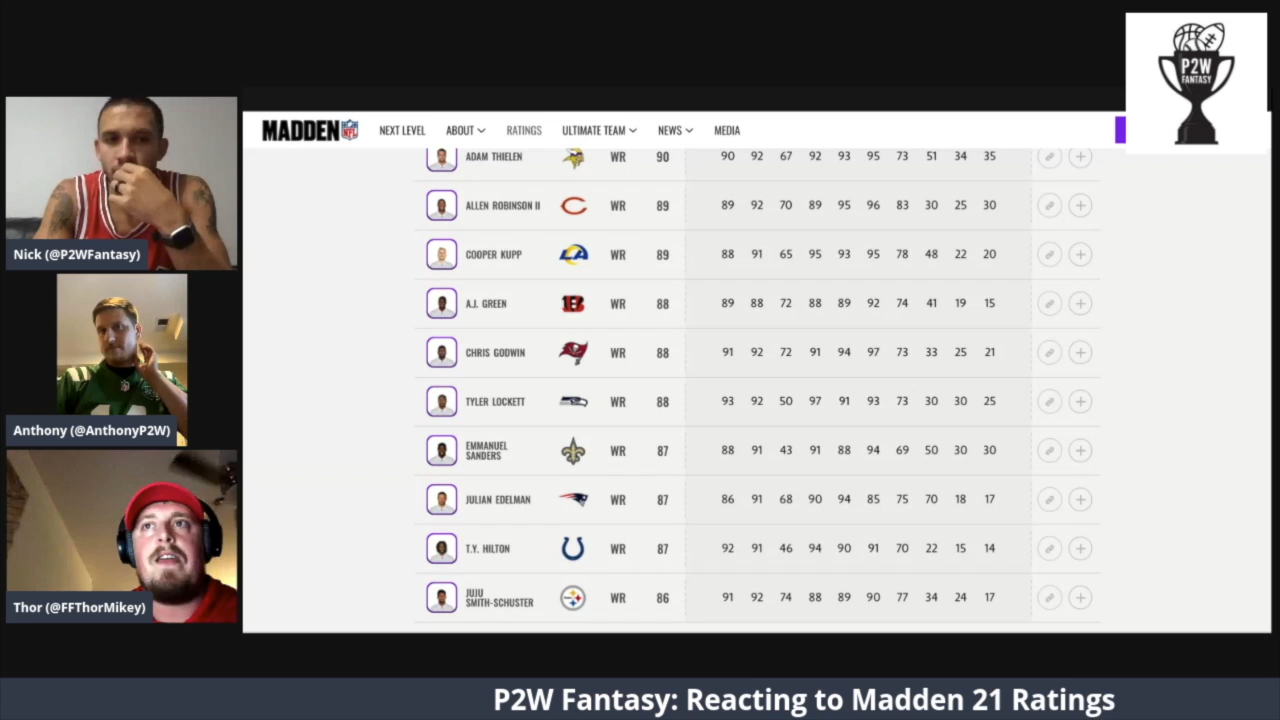 P2W
FANTASY
MADDEN NFL NEXT LEVEL ABOUT RATINGS ULTIMATE TEAM NEWS MEDIA
ADAM THIELEN WR 90 90 92 67 92 93 95 73 51 34 35
ALLEN ROBINSON II WR 89 89 92 70 89 95 96 83 30 25 30
COOPER KUPP WR 89 88 91 65 95 93 95 78 48 22 20
A.J. GREEN WR 88 89 88 72 88 89 92 74 41 19 15
CHRIS GODWIN WR 88 91 92 72 91 94 97 73 33 25 21
TYLER LOCKETT WR 88 93 92 50 97 91 93 73 30 30 25
EMMANUEL
SANDERS WR 87 88 91 43 91 88 94 69 50 30 30
JULIAN EDELMAN WR 87 86 91 68 90 94 85 75 70 18 17
T.Y. HILTON WR 87 92 91 46 94 90 91 70 22 15 14
JUJU
SMITH-SCHUSTER WR 86 91 92 74 88 89 90 77 34 24 17
Nick (@P2WFantasy)
Anthony (@AnthonyP2W)
Thor (@FFThorMikey)
P2W Fantasy: Reacting to Madden 21 Ratings